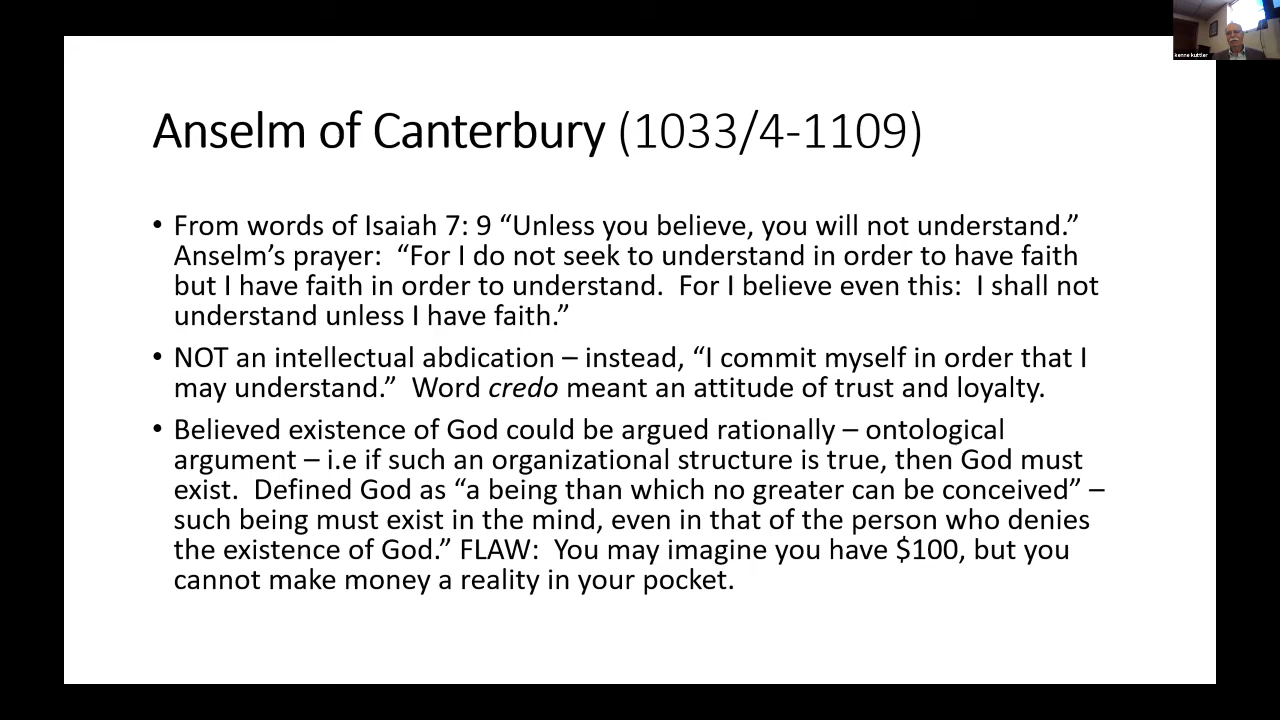 kenne kuttler
Anselm of Canterbury (1033/4-1109)
• From words of Isaiah 7: 9 “Unless you believe, you will not understand.”
Anselm’s prayer:  “For I do not seek to understand in order to have faith
but I have faith in order to understand.  For I believe even this:  I shall not
understand unless I have faith.”
• NOT an intellectual abdication – instead, “I commit myself in order that I
may understand.”  Word credo meant an attitude of trust and loyalty.
• Believed existence of God could be argued rationally – ontological
argument – i.e if such an organizational structure is true, then God must
exist.  Defined God as “a being than which no greater can be conceived” –
such being must exist in the mind, even in that of the person who denies
the existence of God.” FLAW:  You may imagine you have $100, but you
cannot make money a reality in your pocket.